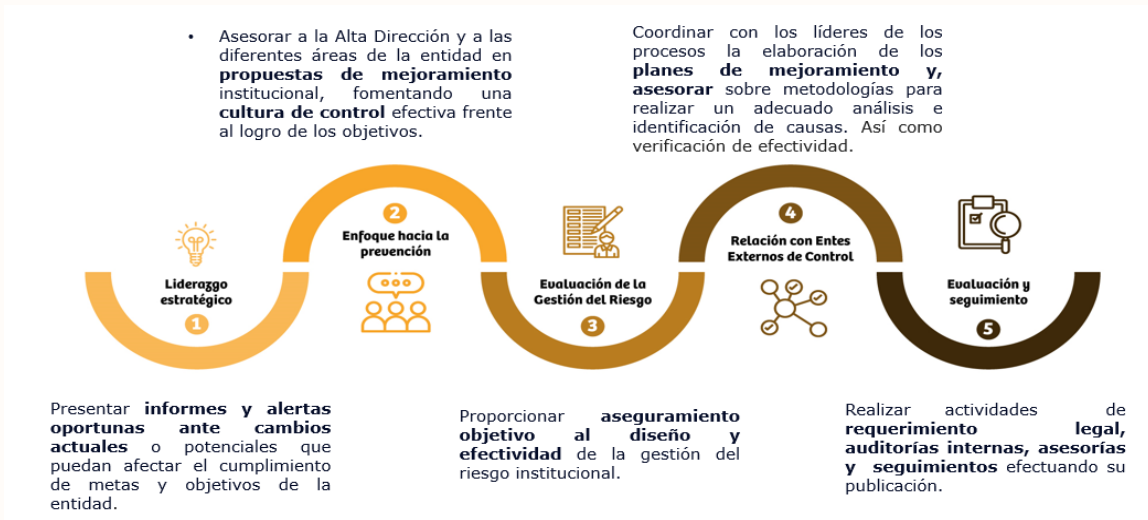 • Asesorar a la Alta Dirección y a las
diferentes áreas de la entidad en
propuestas de mejoramiento
institucional, fomentando una
cultura de control efectiva frente
al logro de los objetivos.
Coordinar con los líderes de los
procesos la elaboración de los
planes de mejoramiento y,
asesorar sobre metodologías para
realizar un adecuado análisis e
identificación de causas. Así como
verificación de efectividad.
Liderazgo
estratégico
1
2
Enfoque hacia la
prevención
Evaluación de la
Gestión del Riesgo
3
4
Relación con Entes
Externos de Control
Evaluación y
seguimiento
5
Presentar informes y alertas
oportunas ante cambios
actuales o potenciales que
puedan afectar el cumplimiento
de metas y objetivos de la
entidad.
Proporcionar aseguramiento
objetivo al diseño y
efectividad de la gestión del
riesgo institucional.
Realizar actividades de
requerimiento legal,
auditorías internas, asesorías
y seguimientos efectuando su
publicación.